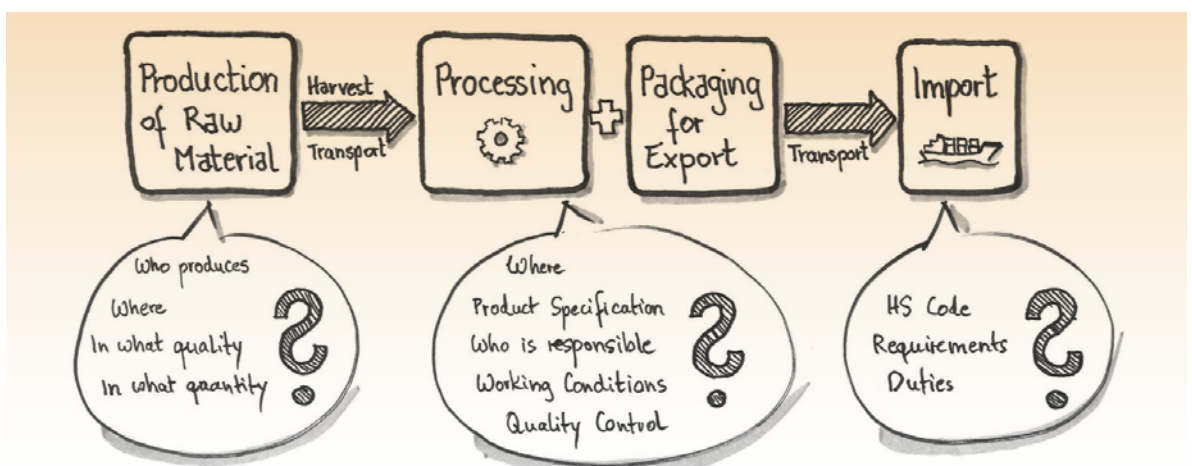 Production
of Raw
Material
Harvest
Transport
Processing
Packaging
for
Export
Transport
Import
Who produces
Where
In what quality
In what quantity
?
Where
Product Specification
Who is responsible
Working Conditions
Quality Control
?
HS Code
Requirements
Duties
?